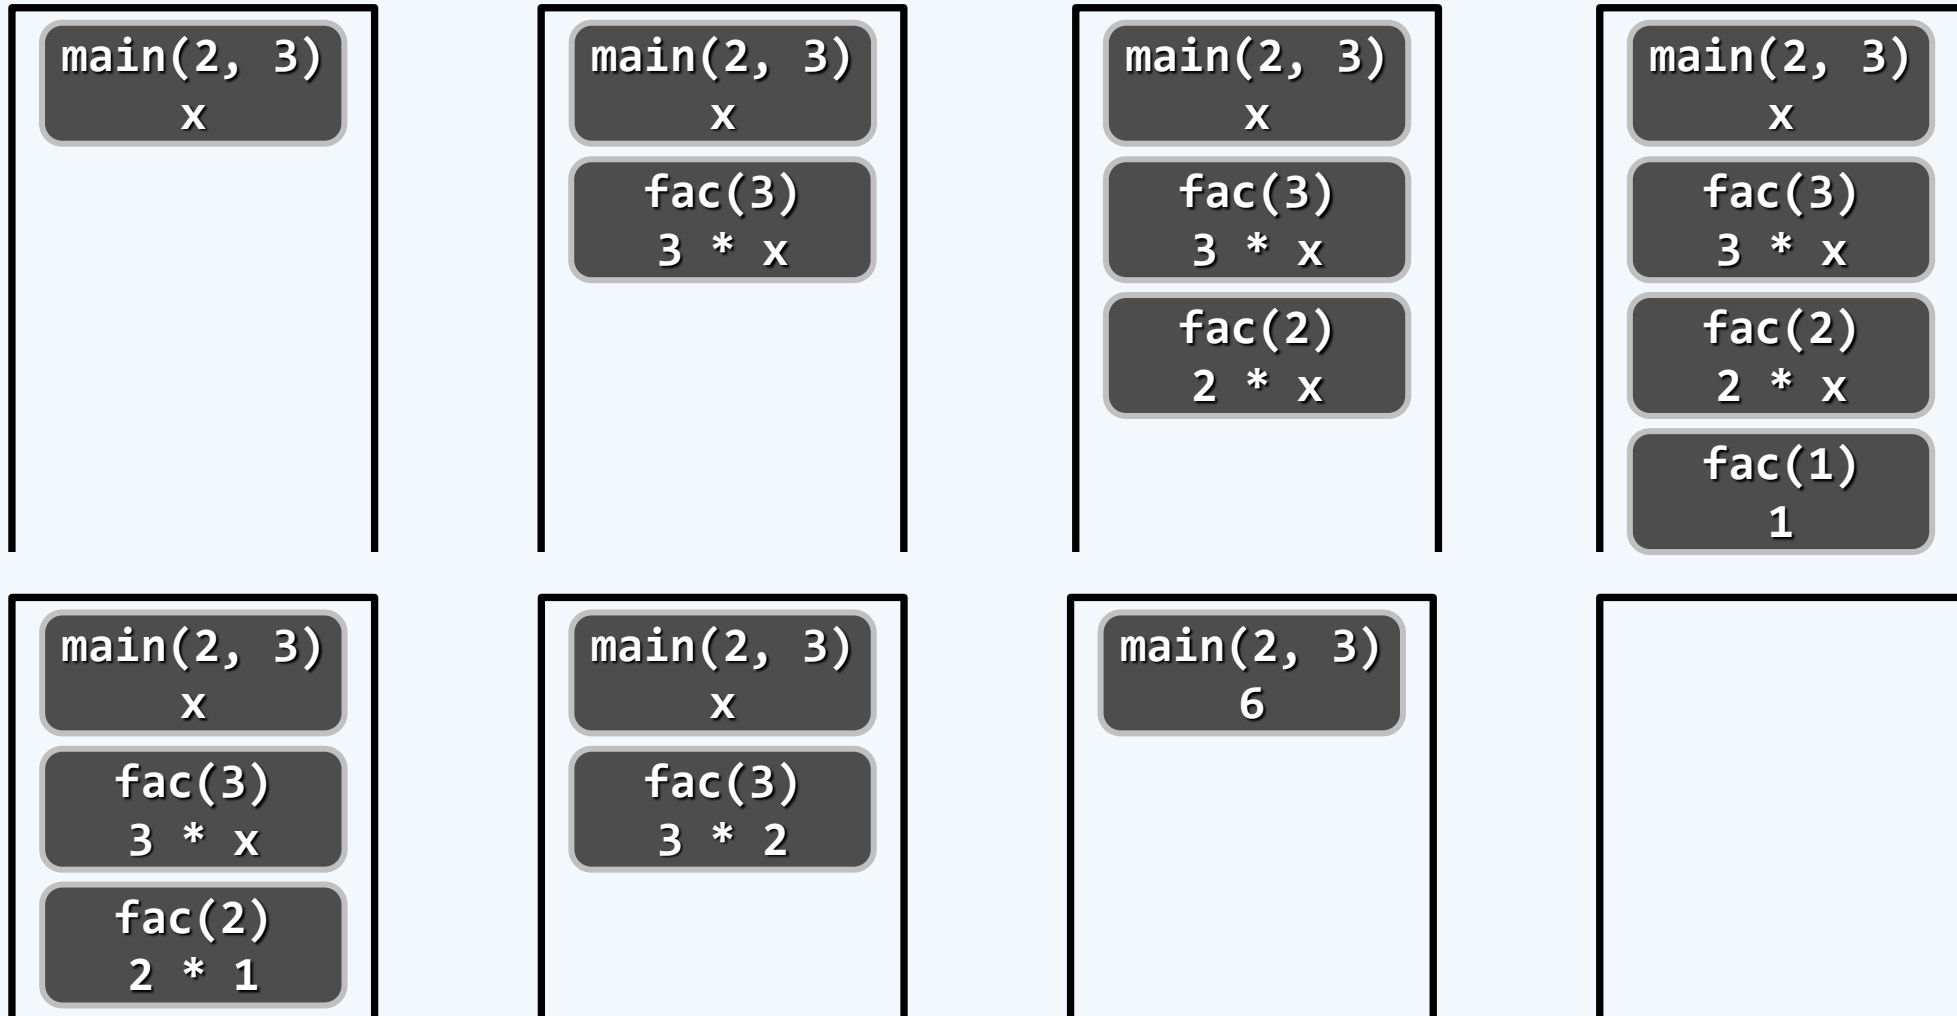 main(2, 3)
x
main(2, 3)
x
fac(3)
3 * x
main(2, 3)
x
fac(3)
3 * x
fac(2)
2 * x
main(2, 3)
x
fac(3)
3 * x
fac(2)
2 * x
fac(1)
1
main(2, 3)
x
fac(3)
3 * x
fac(2)
2 * 1
main(2, 3)
x
fac(3)
3 * 2
main(2, 3)
6